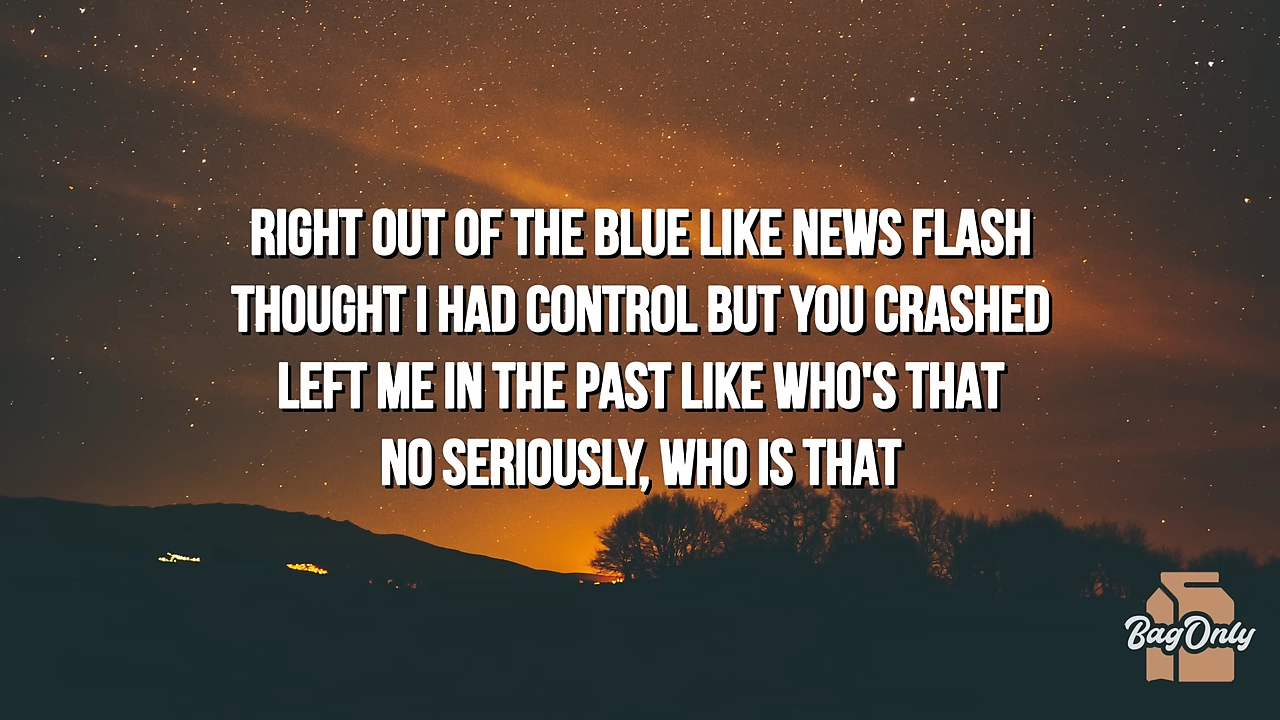 RIGHT OUT OF THE BLUE LIKE NEWS FLASH
THOUGHT I HAD CONTROL BUT YOU CRASHED
LEFT ME IN THE PAST LIKE WHO'S THAT
NO SERIOUSLY, WHO IS THAT
BagOnly